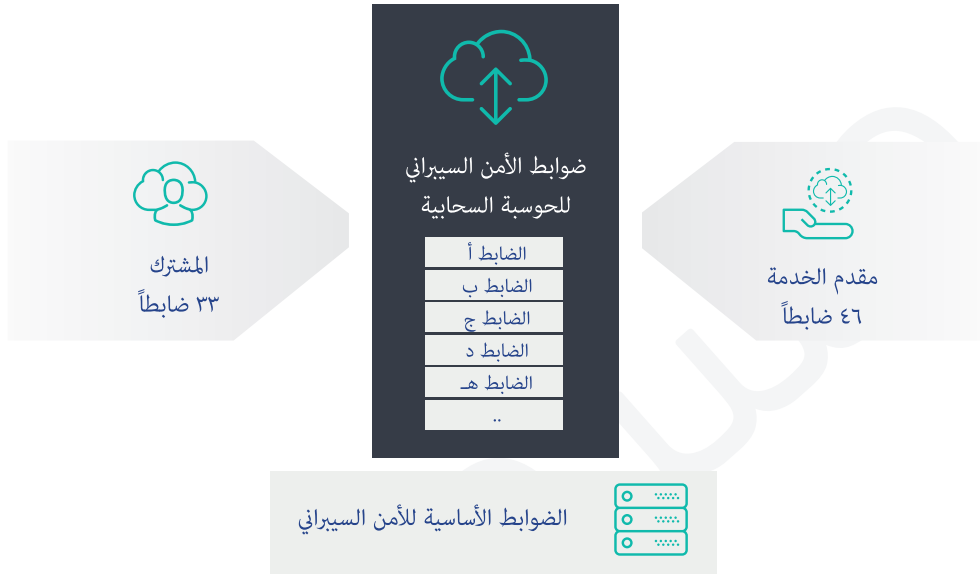 ضوابط الأمن السيبراني
للحوسبة السحابية
الضابط أ
الضابط ب
الضابط ج
الضابط د
الضابط هـ
..
مقدم الخدمة
٤٦ ضابطاً
المشترك
٣٣ ضابطاً
الضوابط الأساسية للأمن السيبراني